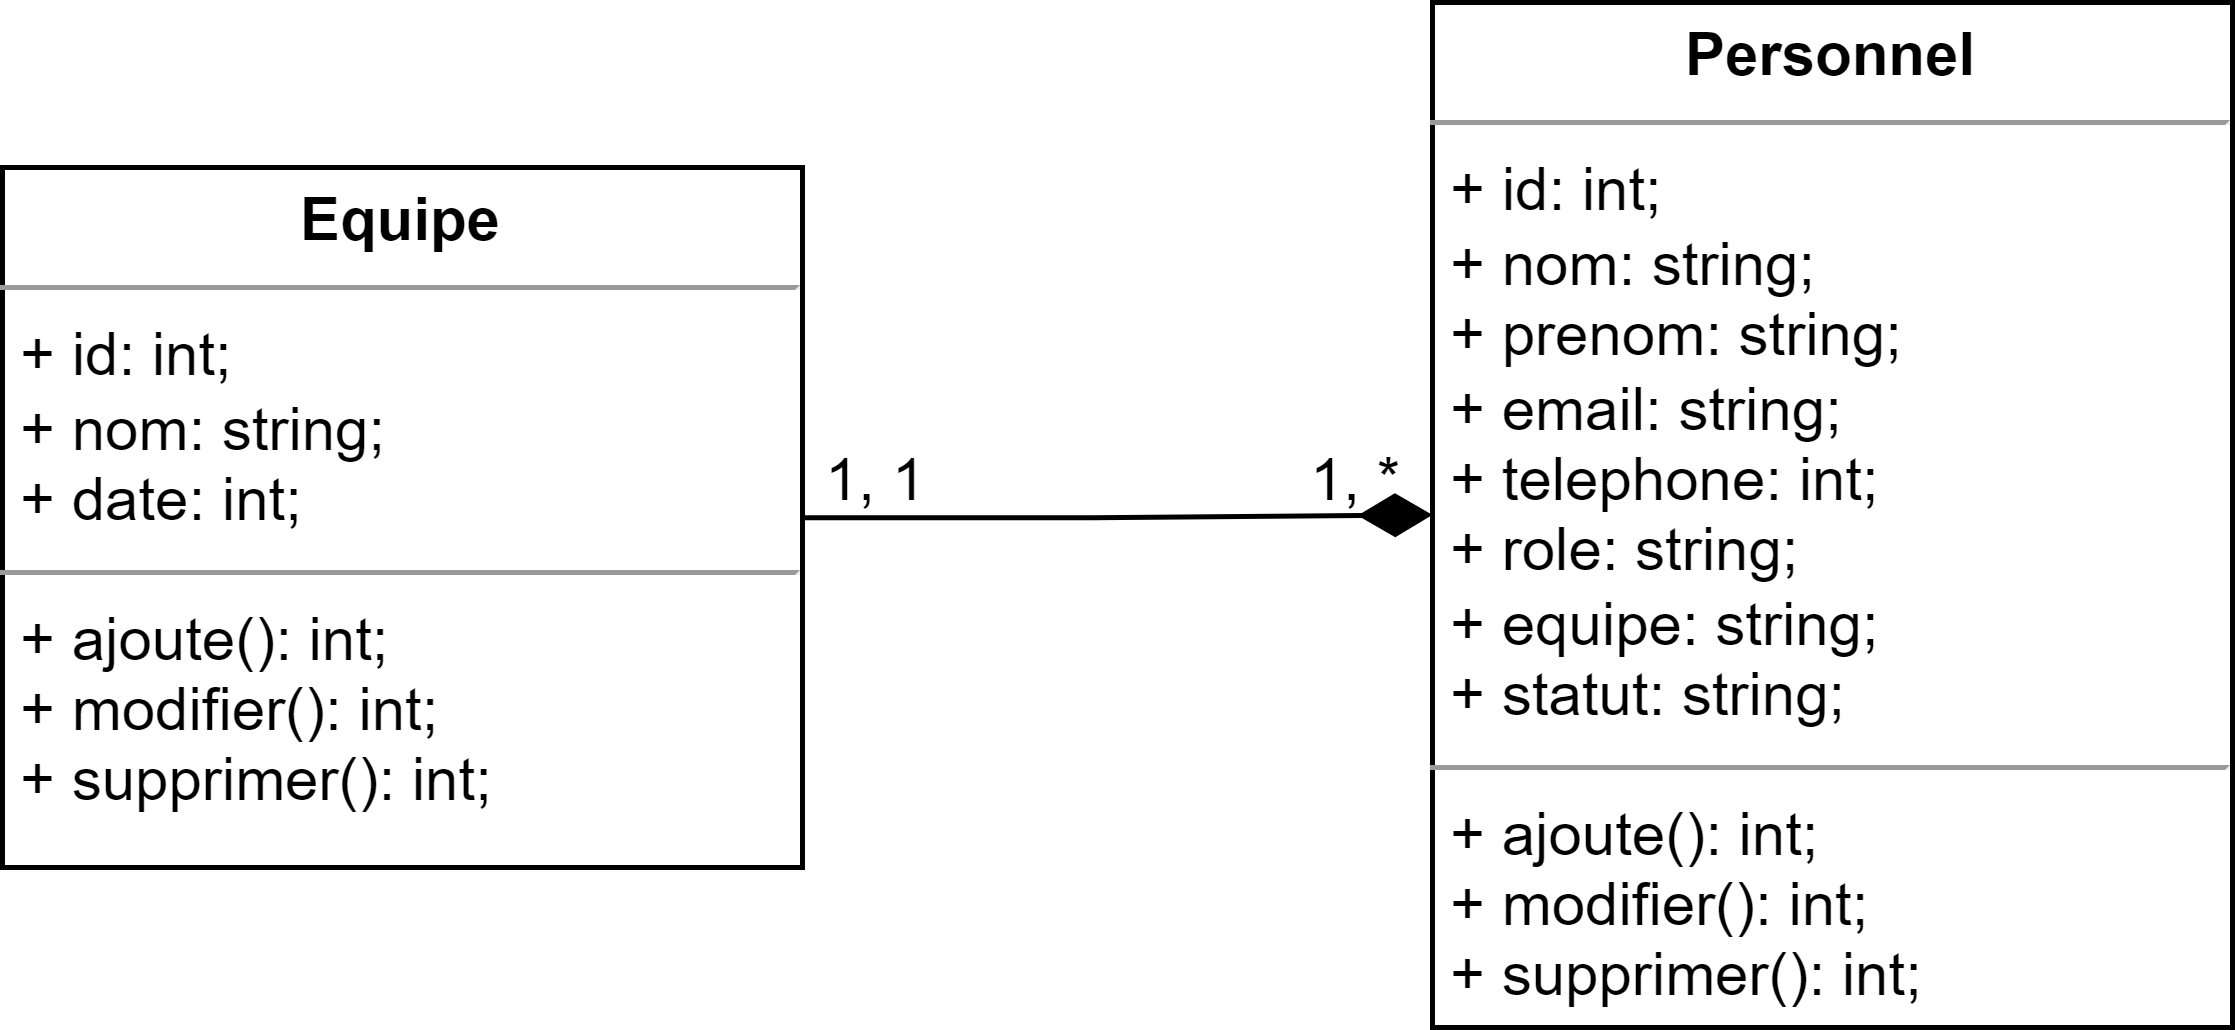 Equipe
+ id: int;
+ nom: string;
+ date: int;
+ ajoute(): int;
+ modifier(): int;
+ supprimer(): int;
1, 1
1, *
Personnel
+ id: int;
+ nom: string;
+ prenom: string;
+ email: string;
+ telephone: int;
+ role: string;
+ equipe: string;
+ statut: string;
+ ajoute(): int;
+ modifier(): int;
+ supprimer(): int;